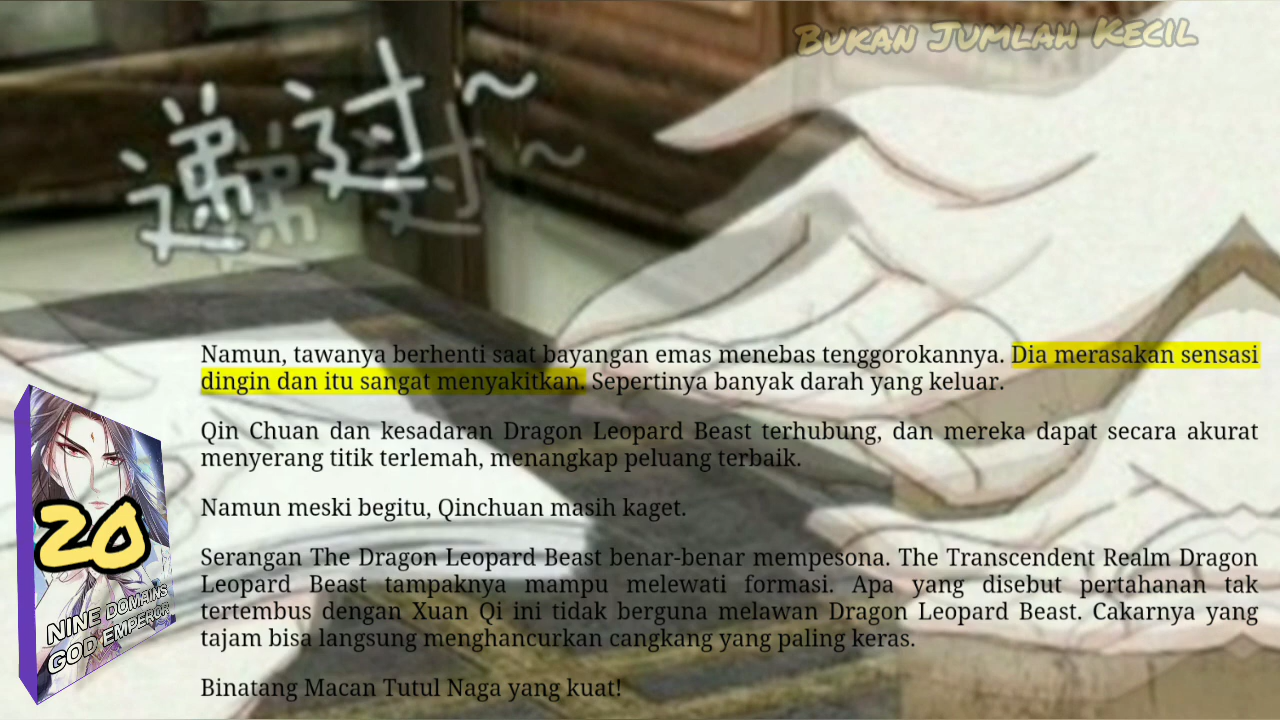 Bukan Jumlah Kecil
递过~
Namun, tawanya berhenti saat bayangan emas menebas tenggorokannya. Dia merasakan sensasi
dingin dan itu sangat menyakitkan. Sepertinya banyak darah yang keluar.
Qin Chuan dan kesadaran Dragon Leopard Beast terhubung, dan mereka dapat secara akurat
menyerang titik terlemah, menangkap peluang terbaik.
Namun meski begitu, Qinchuan masih kaget.
Serangan The Dragon Leopard Beast benar-benar mempesona. The Transcendent Realm Dragon
Leopard Beast tampaknya mampu melewati formasi. Apa yang disebut pertahanan tak
tertembus dengan Xuan Qi ini tidak berguna melawan Dragon Leopard Beast. Cakarnya yang
tajam bisa langsung menghancurkan cangkang yang paling keras.
Binatang Macan Tutul Naga yang kuat!
20
NINE DOMAINS
GOD EMPEROR